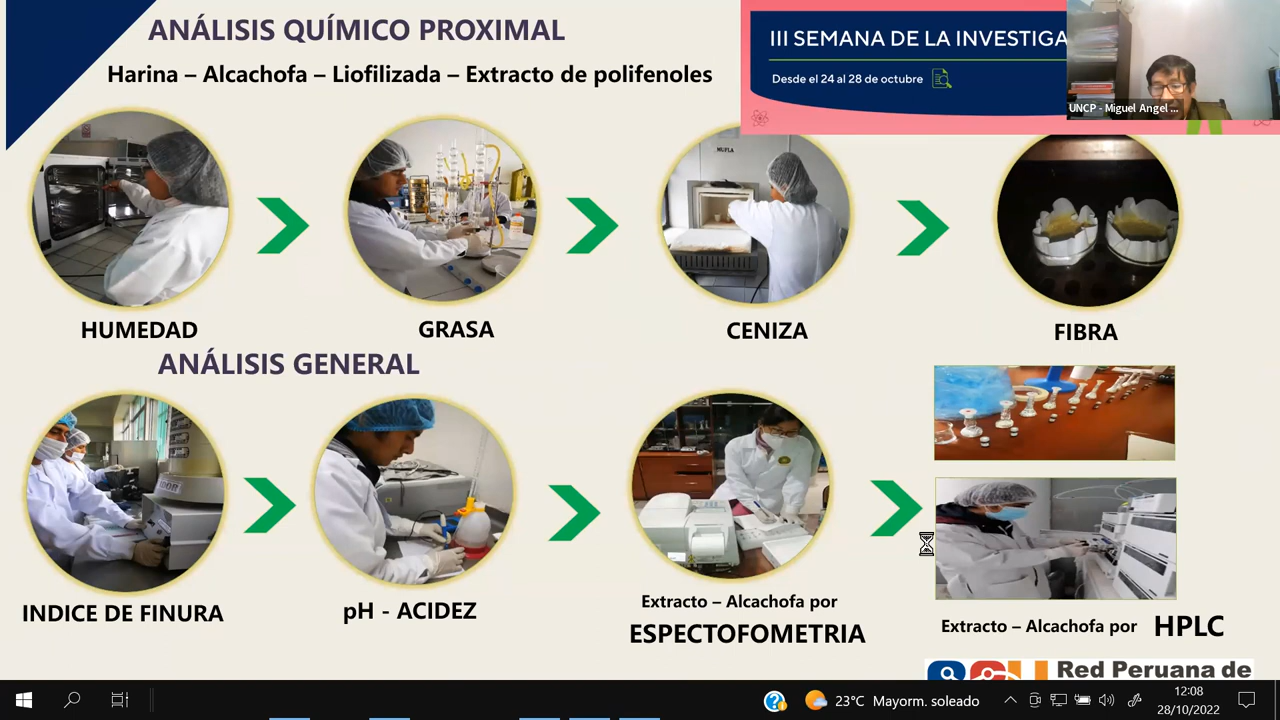 ANÁLISIS QUÍMICO PROXIMAL
Harina – Alcachofa – Liofilizada – Extracto de polifenoles
III SEMANA DE LA INVESTIGA
Desde el 24 al 28 de octubre
UNCP - Miguel Angel ...
MUFLA
HUMEDAD
GRASA
CENIZA
FIBRA
ANÁLISIS GENERAL
INDICE DE FINURA
pH - ACIDEZ
Extracto – Alcachofa por
ESPECTOFOMETRIA
Extracto – Alcachofa por HPLC
Red Peruana de
23°C Mayorm. soleado
12:08
28/10/2022